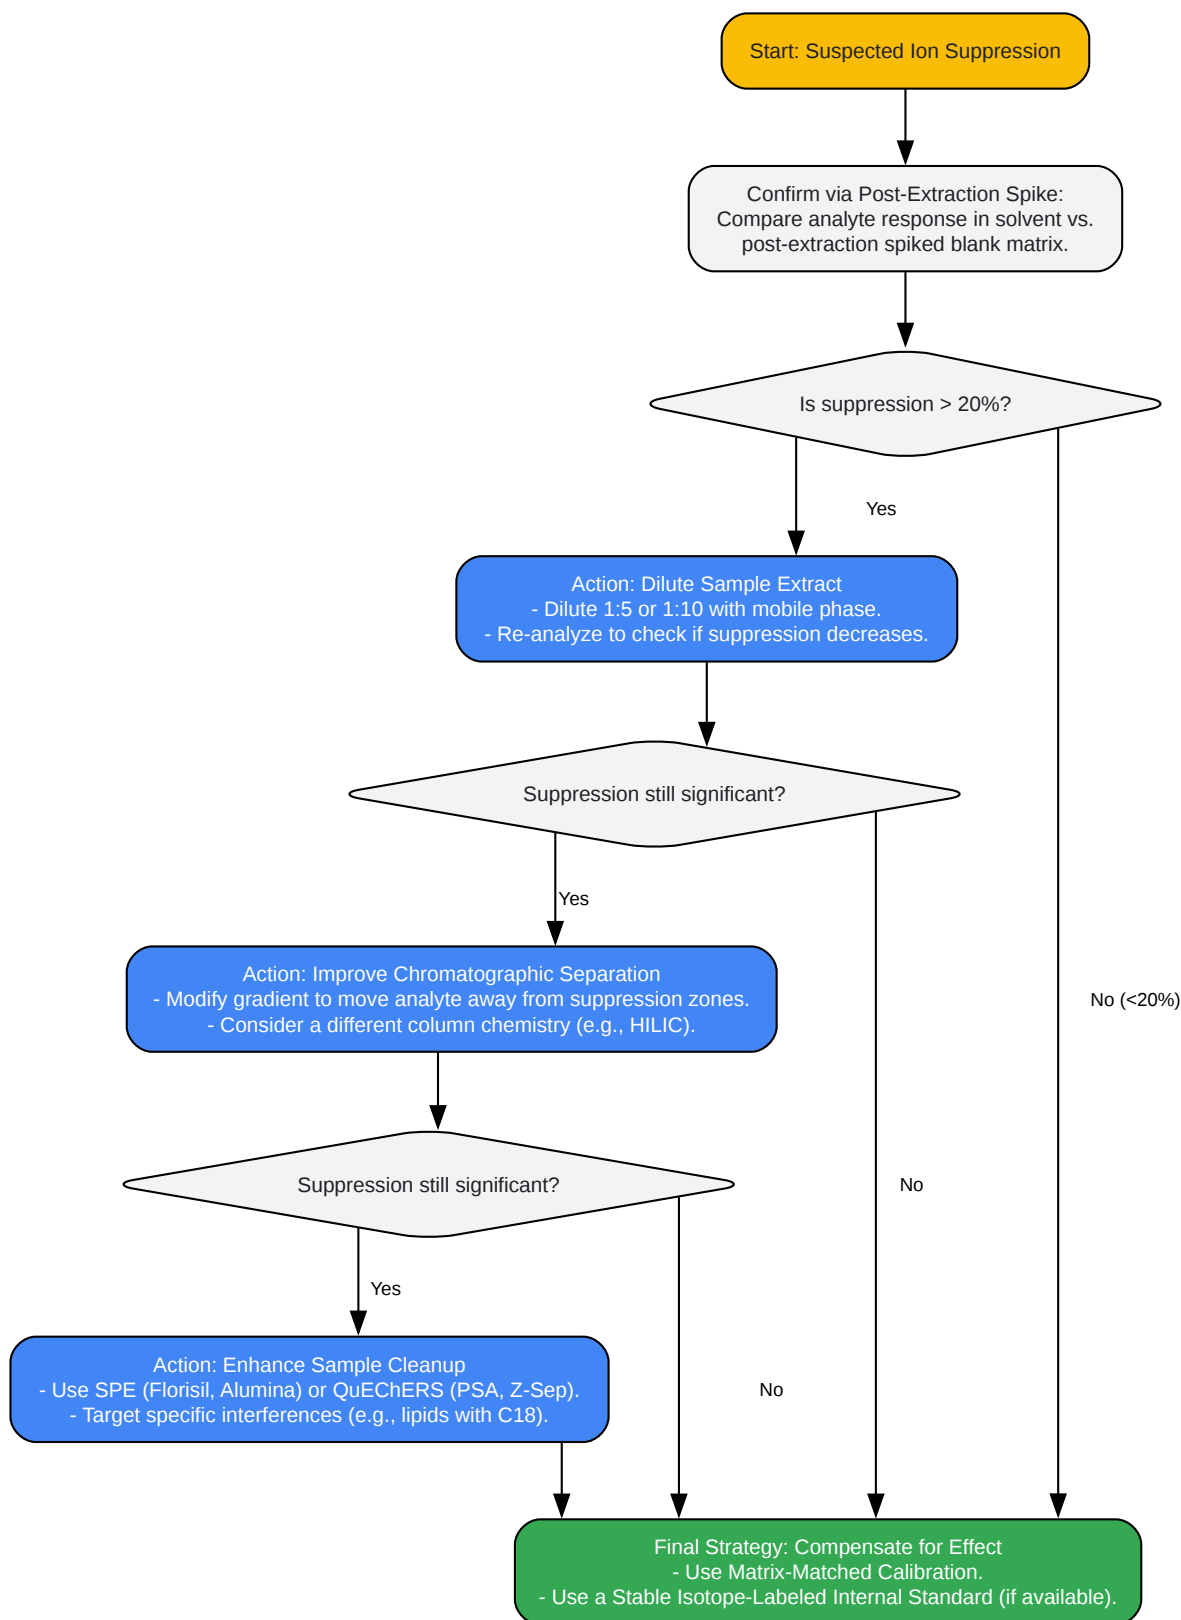 Start: Suspected Ion Suppression
Confirm via Post-Extraction Spike:
Compare analyte response in solvent vs.
post-extraction spiked blank matrix.
Is suppression > 20%?
Yes
Action: Dilute Sample Extract
- Dilute 1:5 or 1:10 with mobile phase.
- Re-analyze to check if suppression decreases.
Suppression still significant?
Yes
Action: Improve Chromatographic Separation
- Modify gradient to move analyte away from suppression zones.
- Consider a different column chemistry (e.g., HILIC).
No (<20%)
Suppression still significant?
No
Yes
Action: Enhance Sample Cleanup
- Use SPE (Florisil, Alumina) or QuEChERS (PSA, Z-Sep).
- Target specific interferences (e.g., lipids with C18).
No
Final Strategy: Compensate for Effect
- Use Matrix-Matched Calibration.
- Use a Stable Isotope-Labeled Internal Standard (if available).